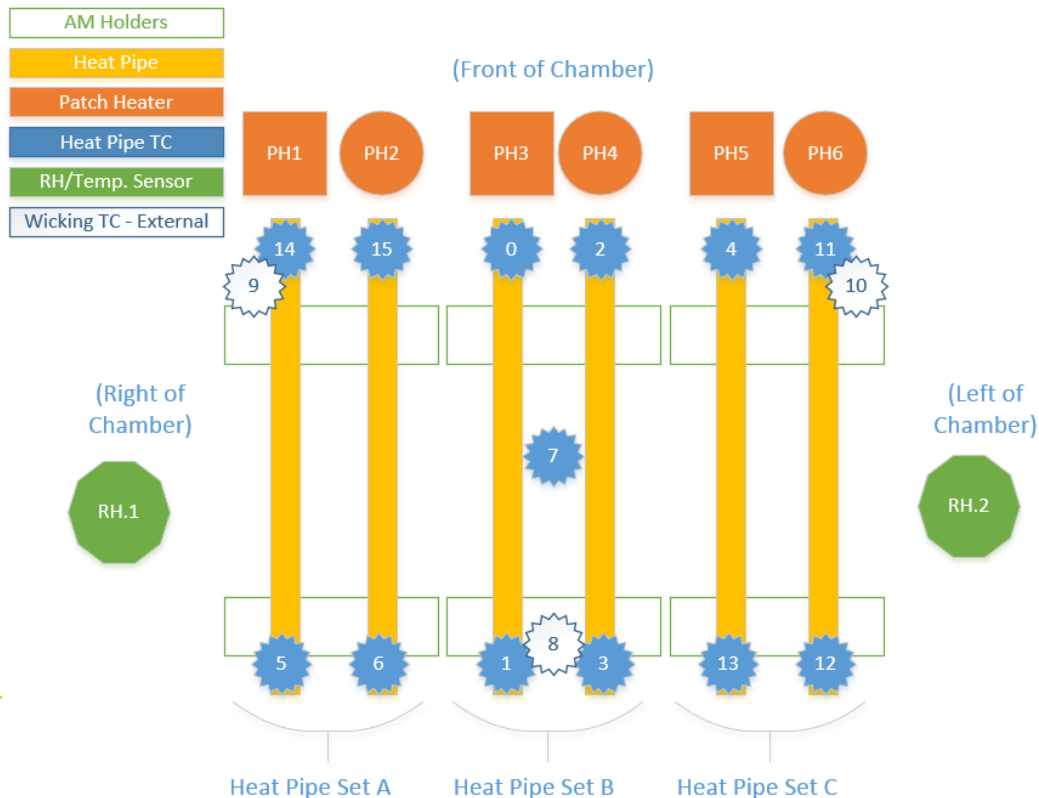 AM Holders
Heat Pipe
Patch Heater
Heat Pipe TC
RH/Temp. Sensor
Wicking TC - External
(Front of Chamber)
PH1 PH2 PH3 PH4 PH5 PH6
14 15 0 2 4 11
9 10
(Right of
Chamber)
(Left of
Chamber)
7
RH.1 RH.2
8
5 6 1 3 13 12
Heat Pipe Set A Heat Pipe Set B Heat Pipe Set C